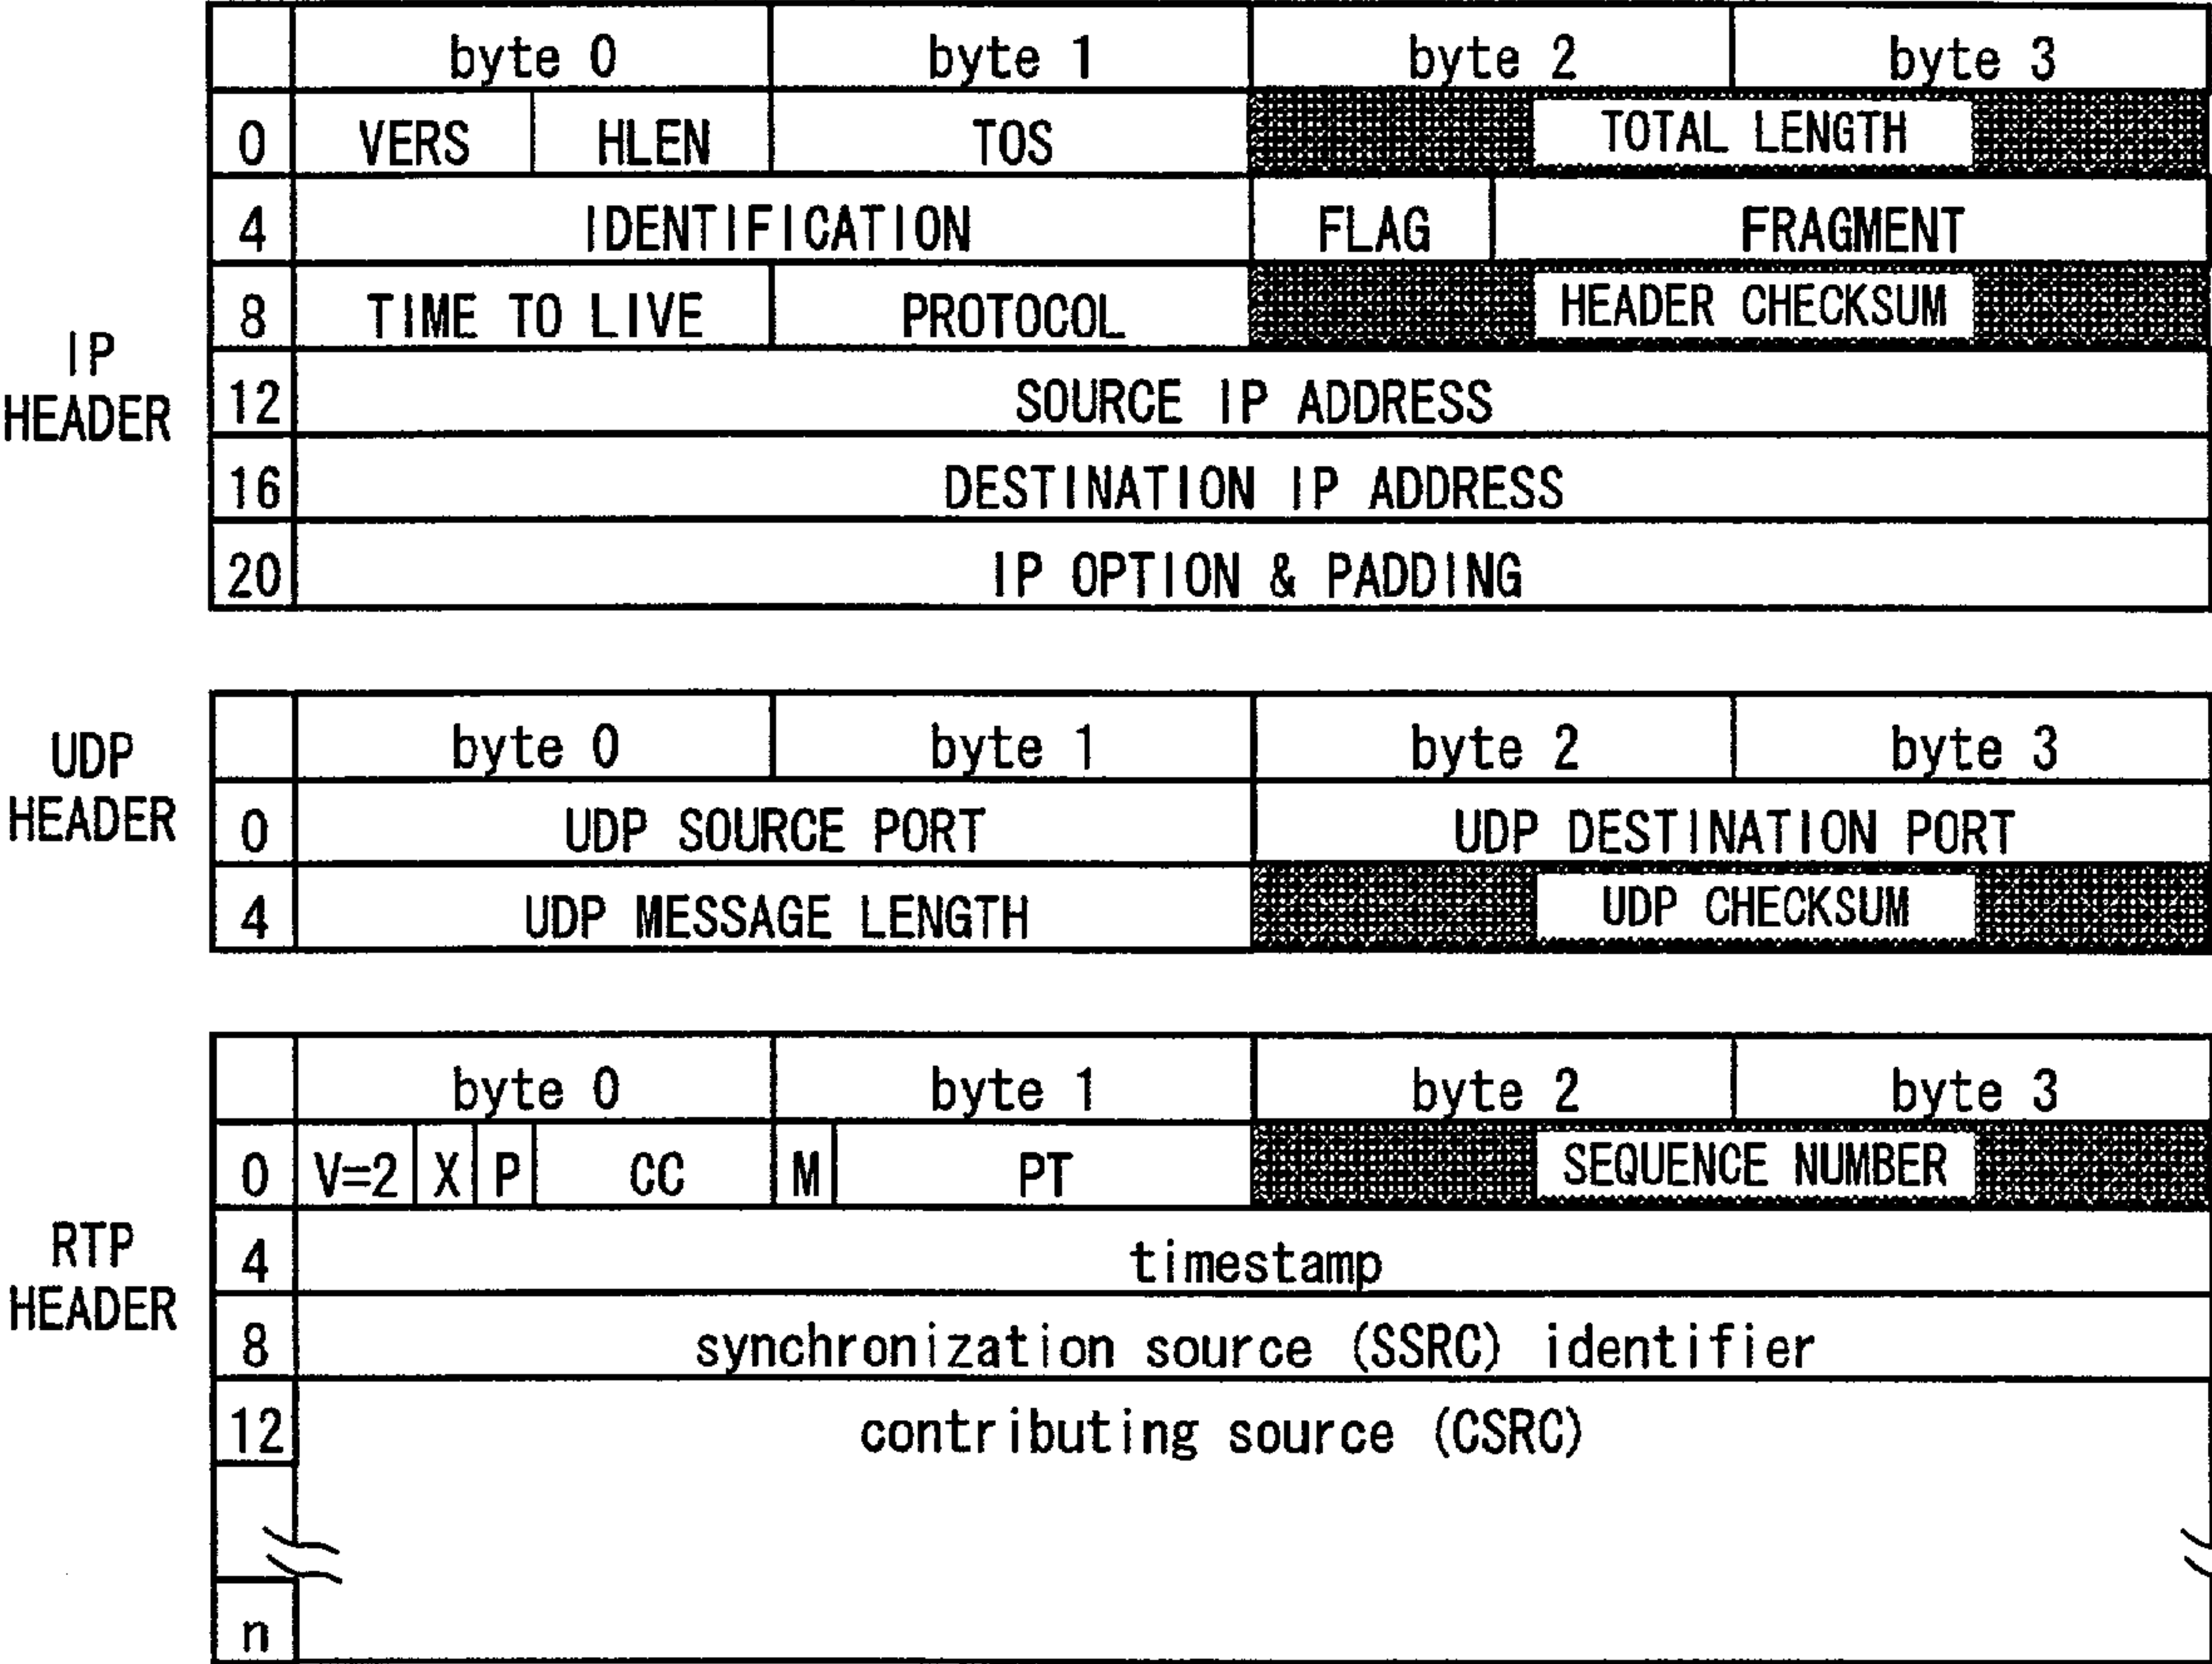 byte 0 byte 1 byte 2 byte 3
0 VERS HLEN TOS TOTAL LENGTH
4 IDENTIFICATION FLAG FRAGMENT
8 TIME TO LIVE PROTOCOL HEADER CHECKSUM
IP
HEADER
12 SOURCE IP ADDRESS
16 DESTINATION IP ADDRESS
20 IP OPTION & PADDING
UDP
HEADER
byte 0 byte 1 byte 2 byte 3
0 UDP SOURCE PORT UDP DESTINATION PORT
4 UDP MESSAGE LENGTH UDP CHECKSUM
byte 0 byte 1 byte 2 byte 3
0 V=2 X P CC M PT SEQUENCE NUMBER
RTP
HEADER
4 timestamp
8 synchronization source (SSRC) identifier
12 contributing source (CSRC)
n